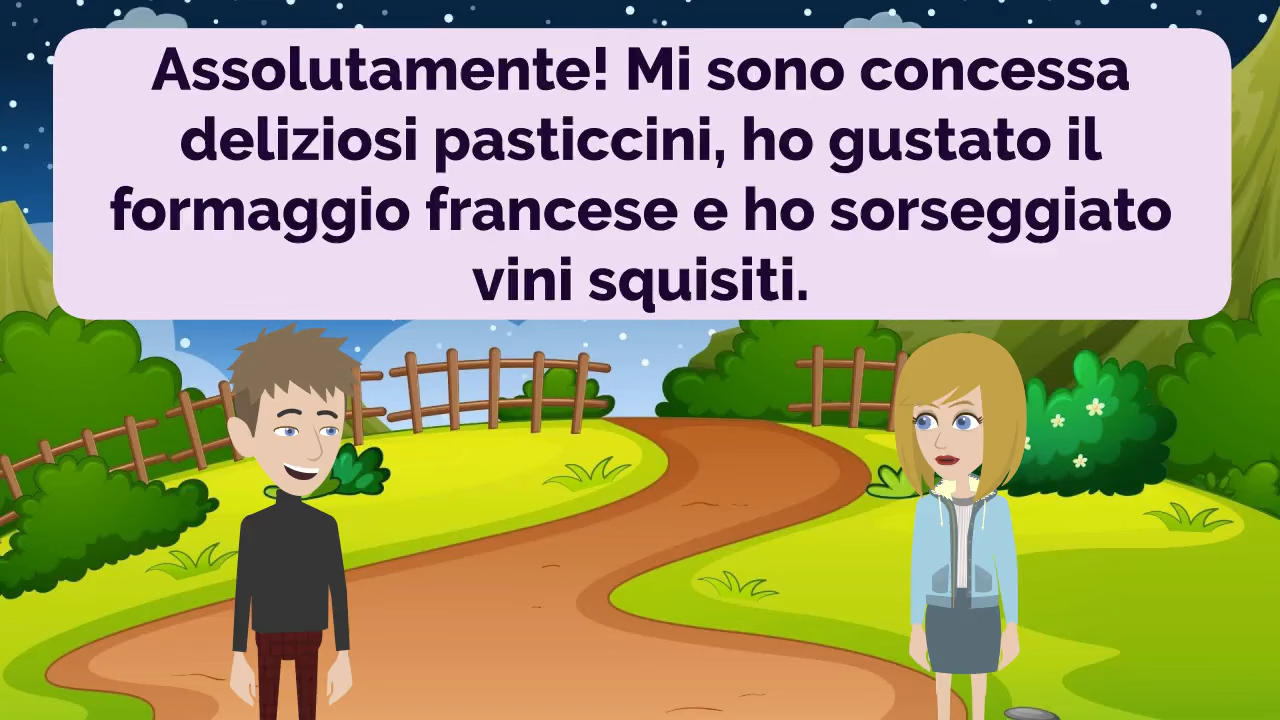 Assolutamente! Mi sono concessa
deliziosi pasticcini, ho gustato il
formaggio francese e ho sorseggiato
vini squisiti.